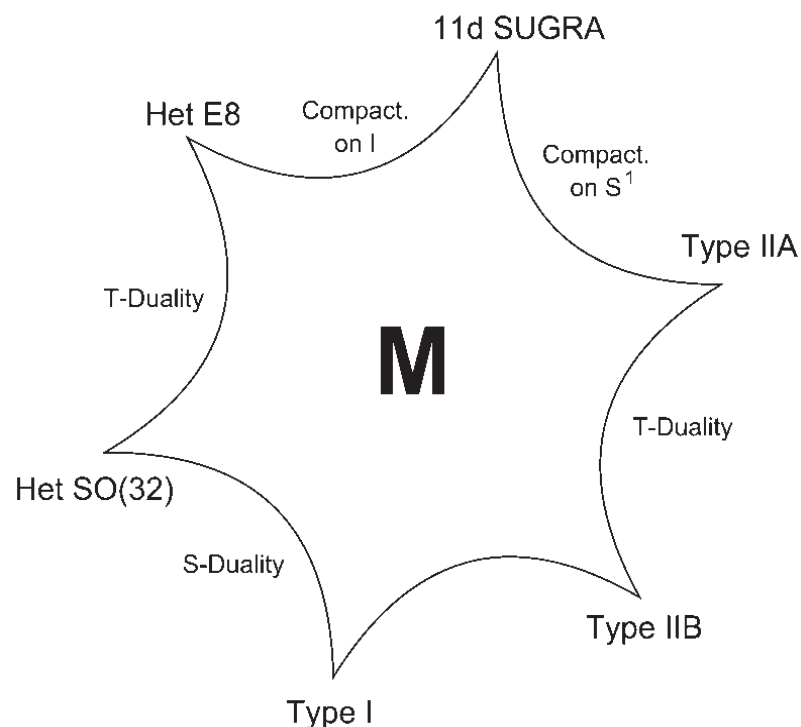 11d SUGRA
Het E8
Compact.
on I
Compact.
on S¹
Type IIA
T-Duality
M
T-Duality
Het SO(32)
S-Duality
Type IIB
Type I